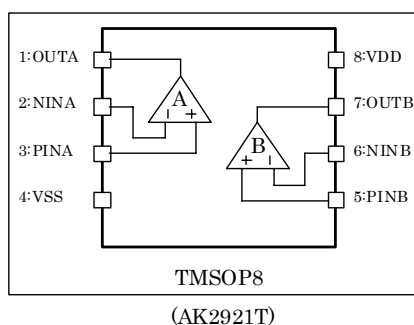 1:OUTA
2:NINA
3:PINA
4:VSS
8:VDD
7:OUTB
6:NINB
5:PINB
A
- +
B
+ -
TMSOP8
(AK2921T)